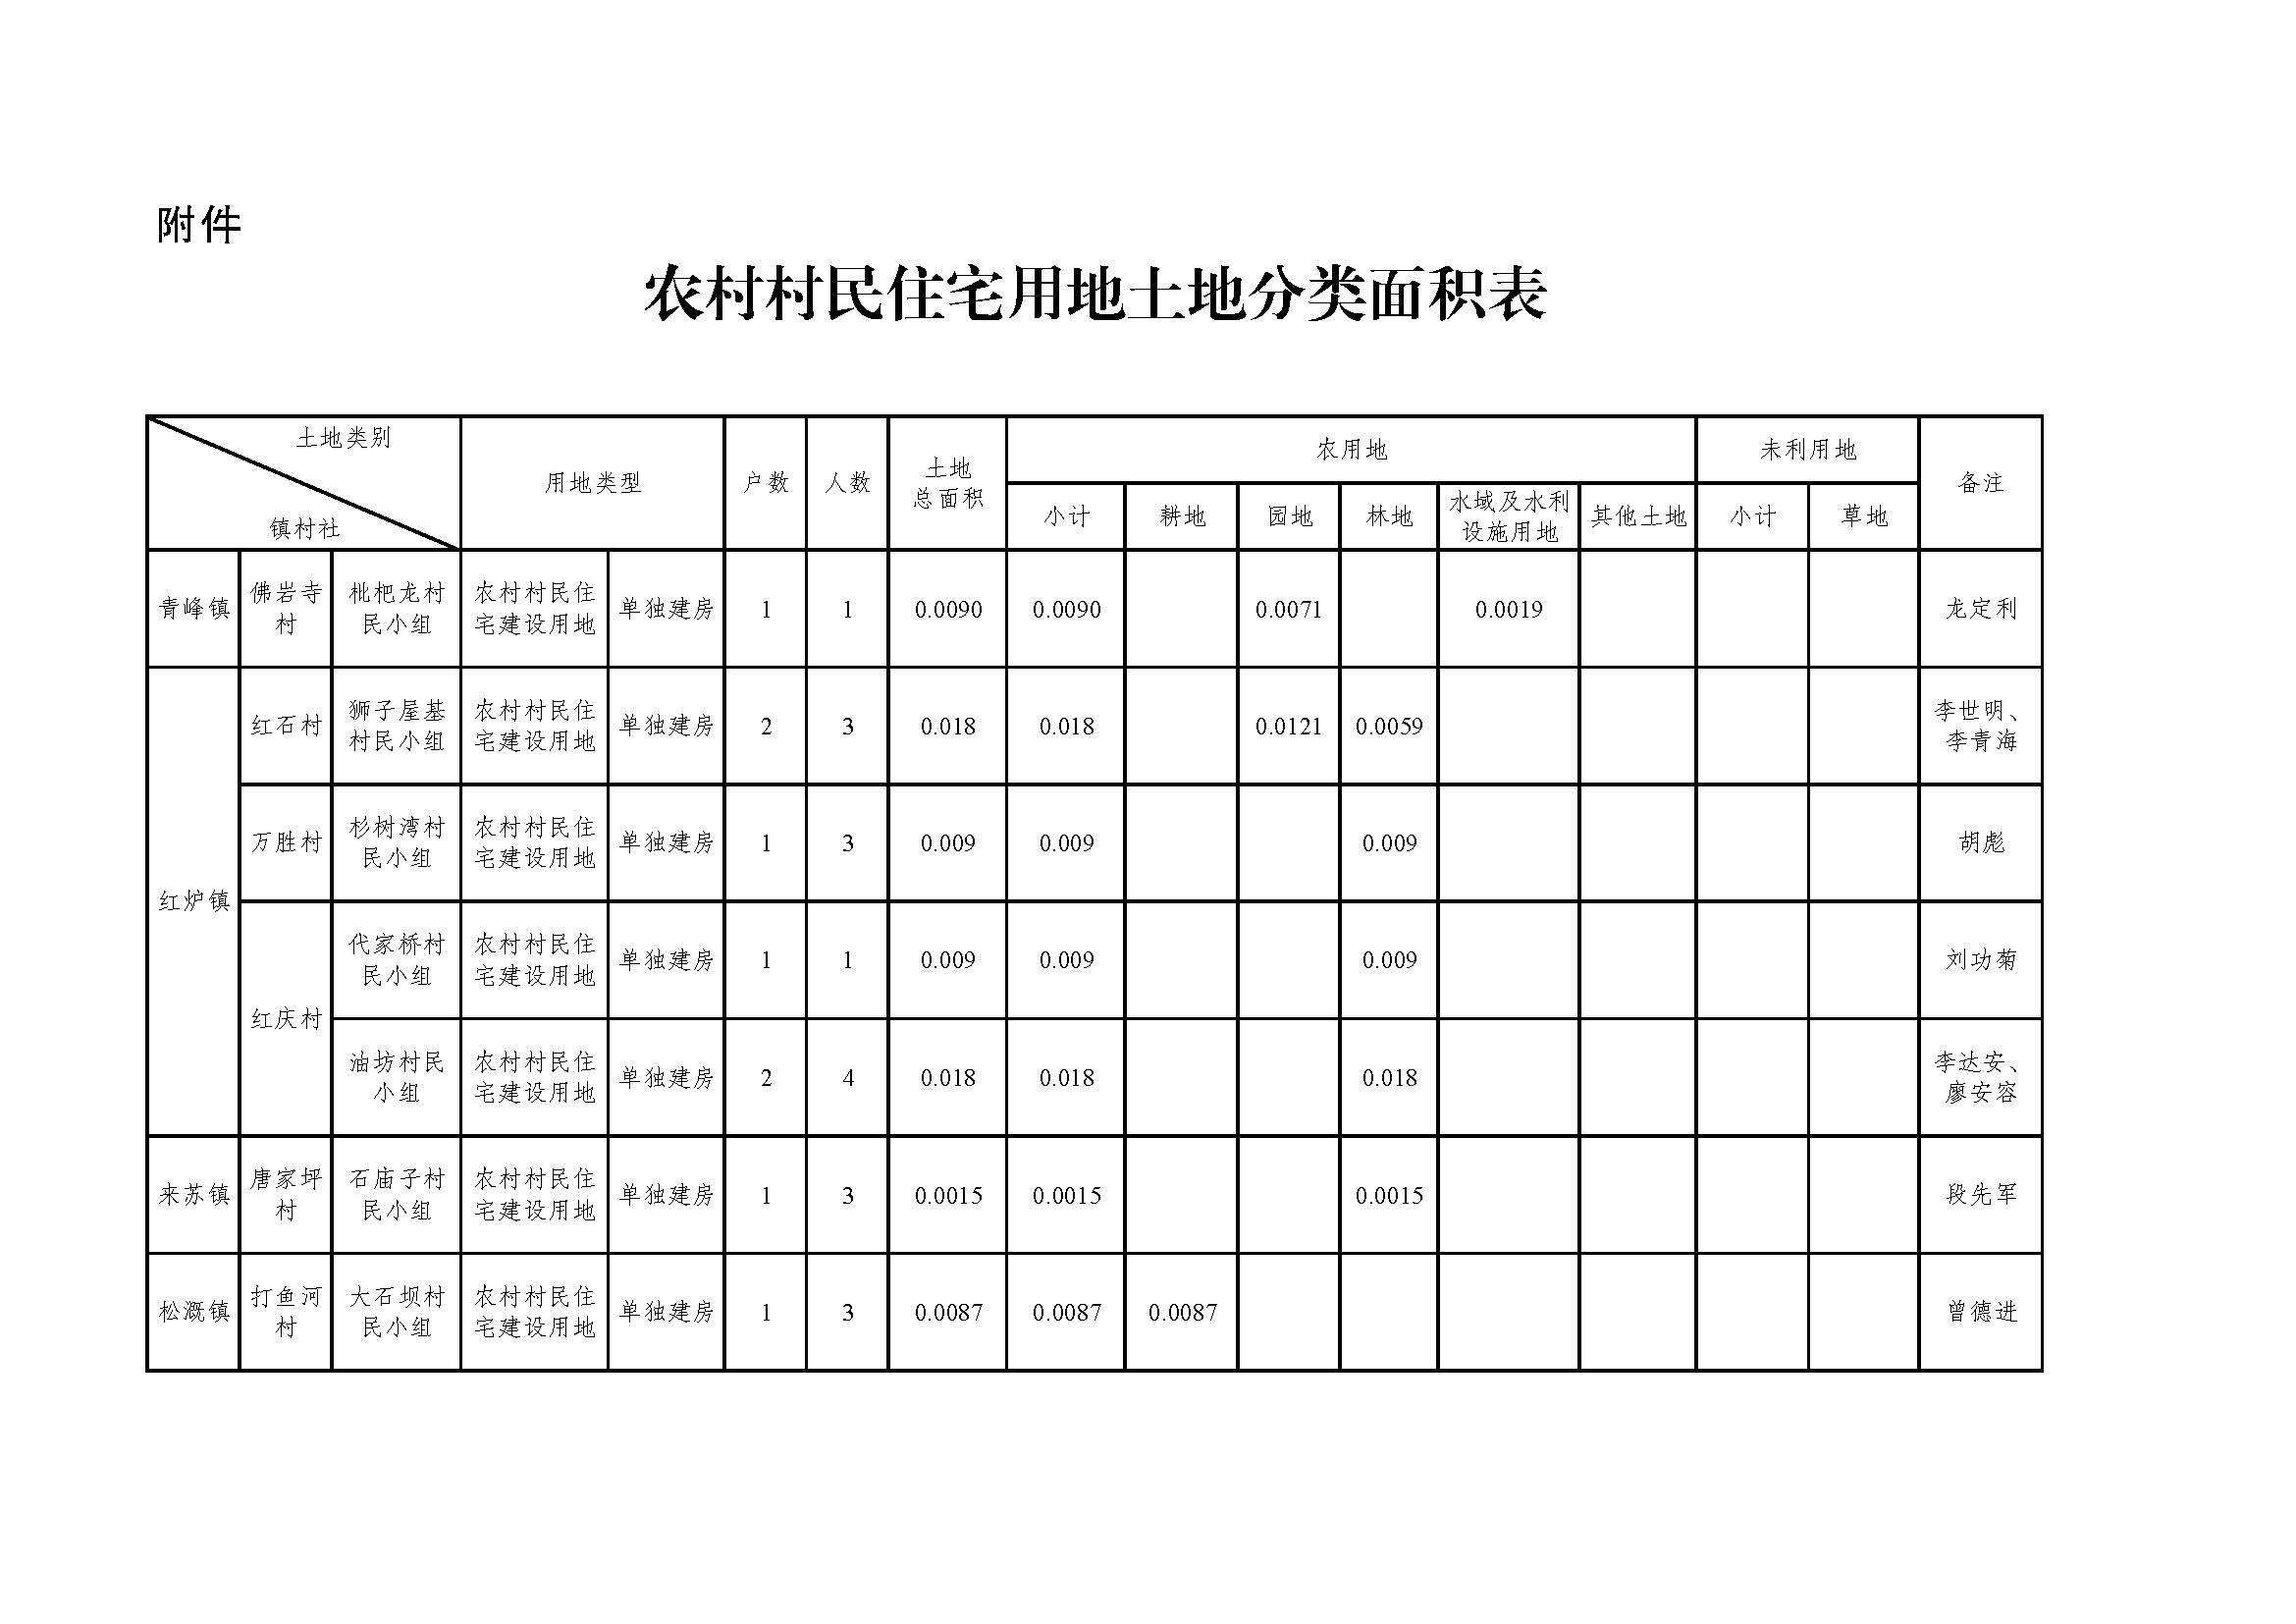 附件
农村村民住宅用地土地分类面积表
土地类别
镇村社
用地类型
户数
人数
土地
总面积
农用地
未利用地
备注
小计
耕地
园地
林地
水域及水利
设施用地
其他土地
小计
草地
青峰镇
佛岩寺
村
枇杷龙村
民小组
农村村民住
宅建设用地
单独建房
1
1
0.0090
0.0090
0.0071
0.0019
龙定利
红炉镇
红石村
狮子屋基
村民小组
农村村民住
宅建设用地
单独建房
2
3
0.018
0.018
0.0121
0.0059
李世明、
李青海
万胜村
杉树湾村
民小组
农村村民住
宅建设用地
单独建房
1
3
0.009
0.009
0.009
胡彪
红庆村
代家桥村
民小组
农村村民住
宅建设用地
单独建房
1
1
0.009
0.009
0.009
刘功菊
油坊村民
小组
农村村民住
宅建设用地
单独建房
2
4
0.018
0.018
0.018
李达安、
廖安容
来苏镇
唐家坪
村
石庙子村
民小组
农村村民住
宅建设用地
单独建房
1
3
0.0015
0.0015
0.0015
段先军
松溉镇
打鱼河
村
大石坝村
民小组
农村村民住
宅建设用地
单独建房
1
3
0.0087
0.0087
0.0087
曾德进